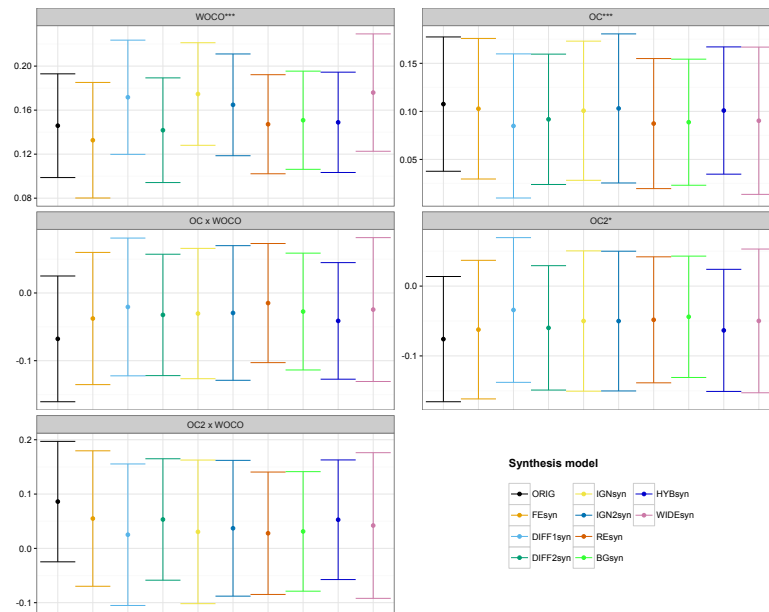 WOCO***
OC***
0.20
0.16
0.12
0.08
0.15
0.10
0.05
OC x WOCO
OC2*
0.0
-0.1
0.0
-0.1
OC2 x WOCO
0.2
0.1
0.0
-0.1
Synthesis model
ORIG IGNsyn HYBsyn
FEsyn IGN2syn WIDEsyn
DIFF1syn REsyn
DIFF2syn BGsyn